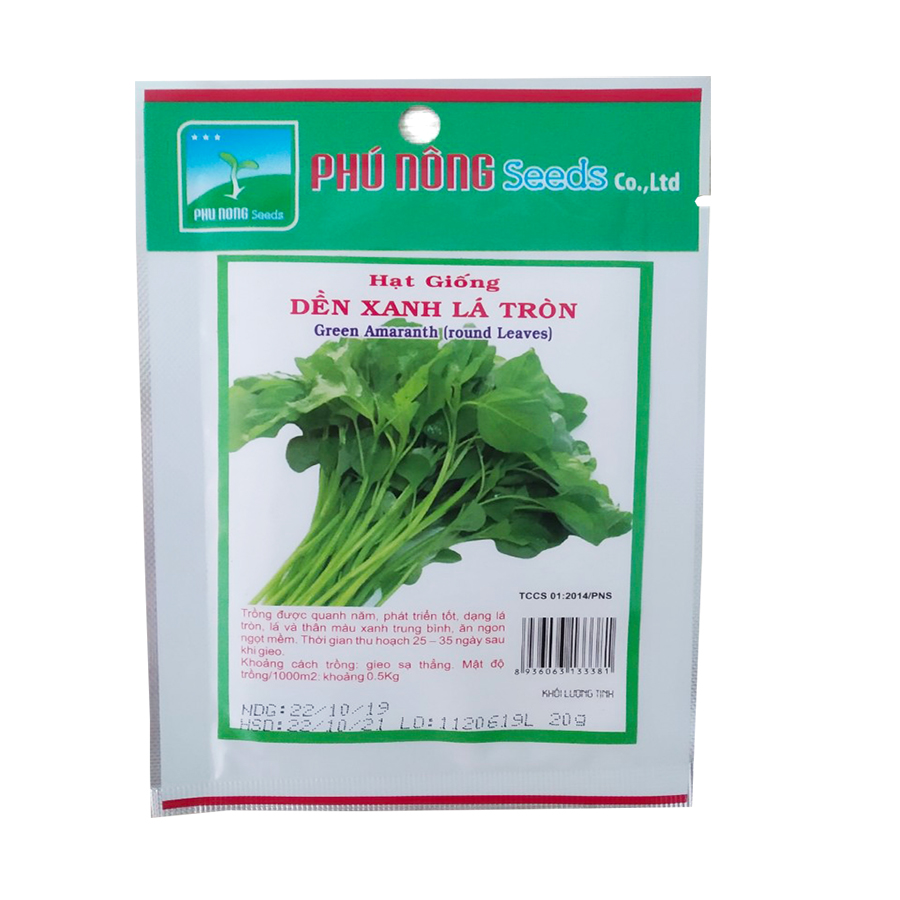 PHU NONG Seeds
PHÚ NÔNG Seeds Co.,Ltd
Hạt Giống
DỀN XANH LÁ TRÒN
Green Amaranth (round Leaves)
TCCS 01:2014/PNS
Trồng được quanh năm, phát triển tốt, dạng lá
tròn, lá và thân màu xanh trung bình, ăn ngon
ngọt mềm. Thời gian thu hoạch 25 – 35 ngày sau
khi gieo.
Khoảng cách trồng: gieo sạ thẳng. Mật độ
trồng/1000m2: khoảng 0.5Kg
8 936063 133381
KHỐI LƯỢNG TỊNH
NDG:22/10/19
HSD:22/10/21 LO:1120619L 20g